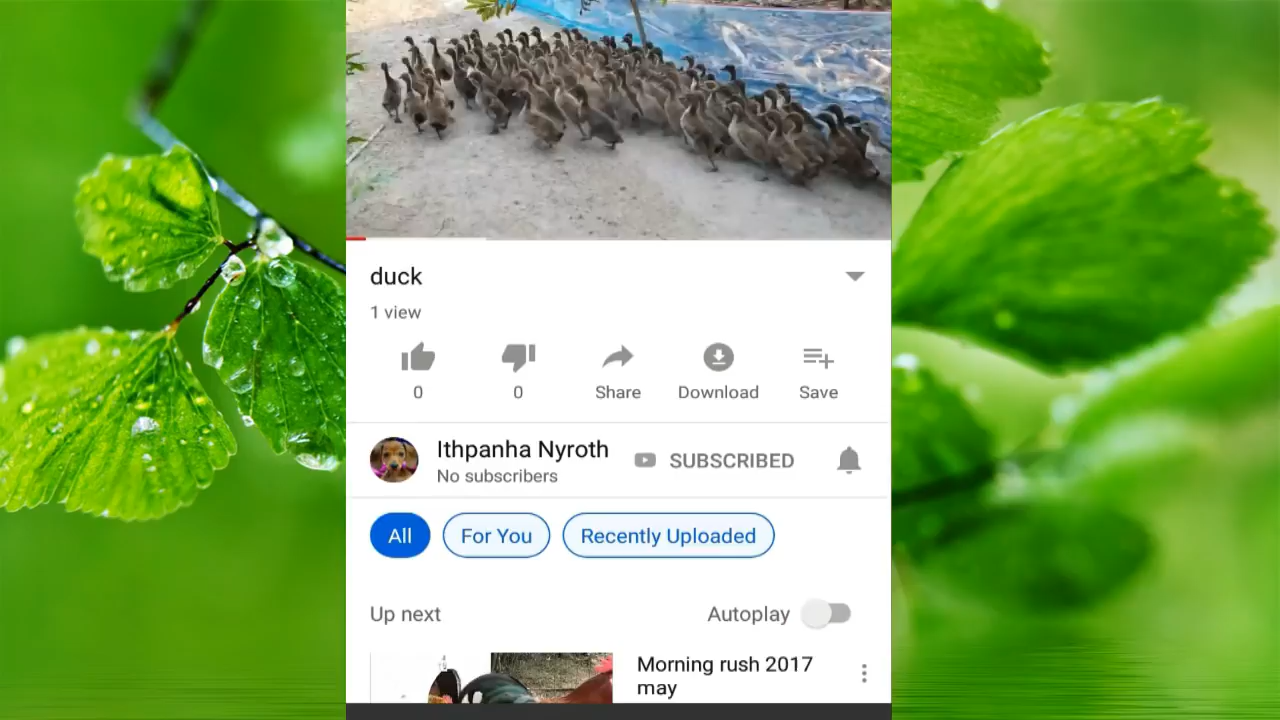 duck
1 view
0
0
Share
Download
Save
Ithpanha Nyroth
No subscribers
SUBSCRIBED
All
For You
Recently Uploaded
Up next
Autoplay
Morning rush 2017
may